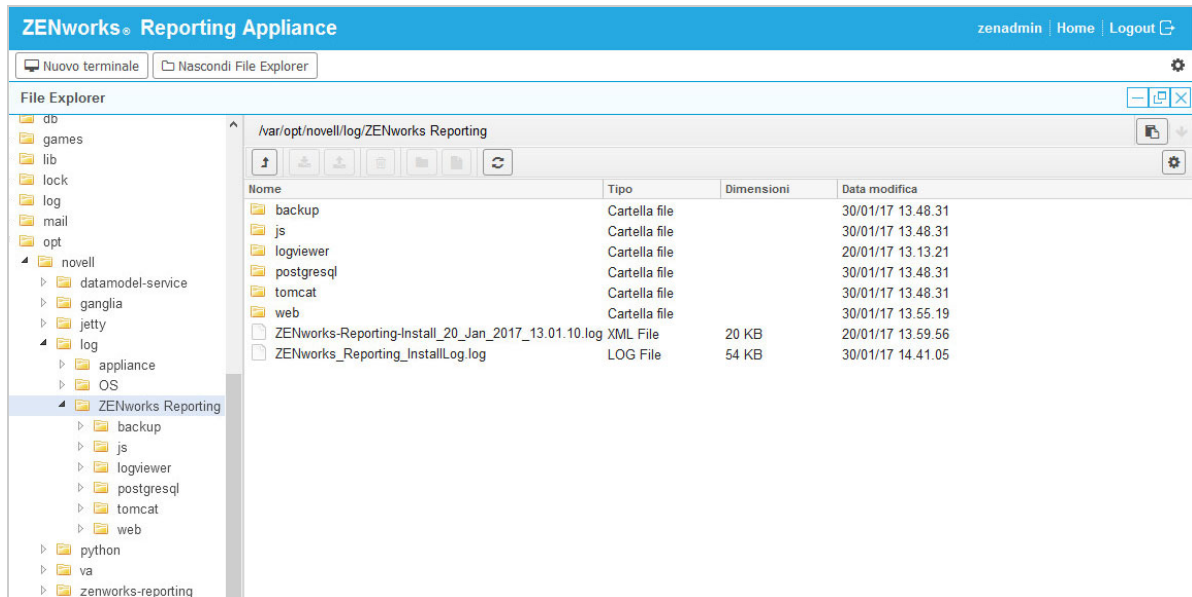 ZENworks® Reporting Appliance
zenadmin | Home | Logout
Nuovo terminale
Nascondi File Explorer
File Explorer
db
games
lib
lock
log
mail
opt
novell
datamodel-service
ganglia
jetty
log
appliance
OS
ZENworks Reporting
backup
js
logviewer
postgresql
tomcat
web
python
va
zenworks-reporting
/var/opt/novell/log/ZENworks Reporting
Nome Tipo Dimensioni Data modifica
backup Cartella file 30/01/17 13.48.31
js Cartella file 30/01/17 13.48.31
logviewer Cartella file 20/01/17 13.13.21
postgresql Cartella file 30/01/17 13.48.31
tomcat Cartella file 30/01/17 13.48.31
web Cartella file 30/01/17 13.55.19
ZENworks-Reporting-Install_20_Jan_2017_13.01.10.log XML File 20 KB 20/01/17 13.59.56
ZENworks_Reporting_InstallLog.log LOG File 54 KB 30/01/17 14.41.05